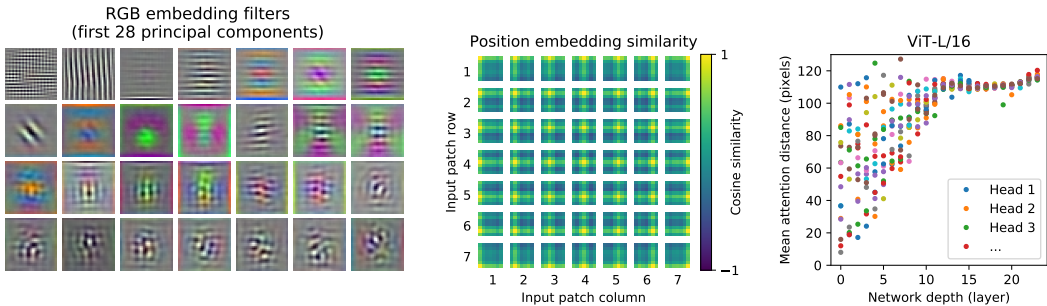 RGB embedding filters
(first 28 principal components)
Position embedding similarity
Input patch row
1
2
3
4
5
6
7
1 2 3 4 5 6 7
Input patch column
1
−1
Cosine similarity
ViT-L/16
Mean attention distance (pixels)
120
100
80
60
40
20
0
0 5 10 15 20
Network depth (layer)
Head 1
Head 2
Head 3
...